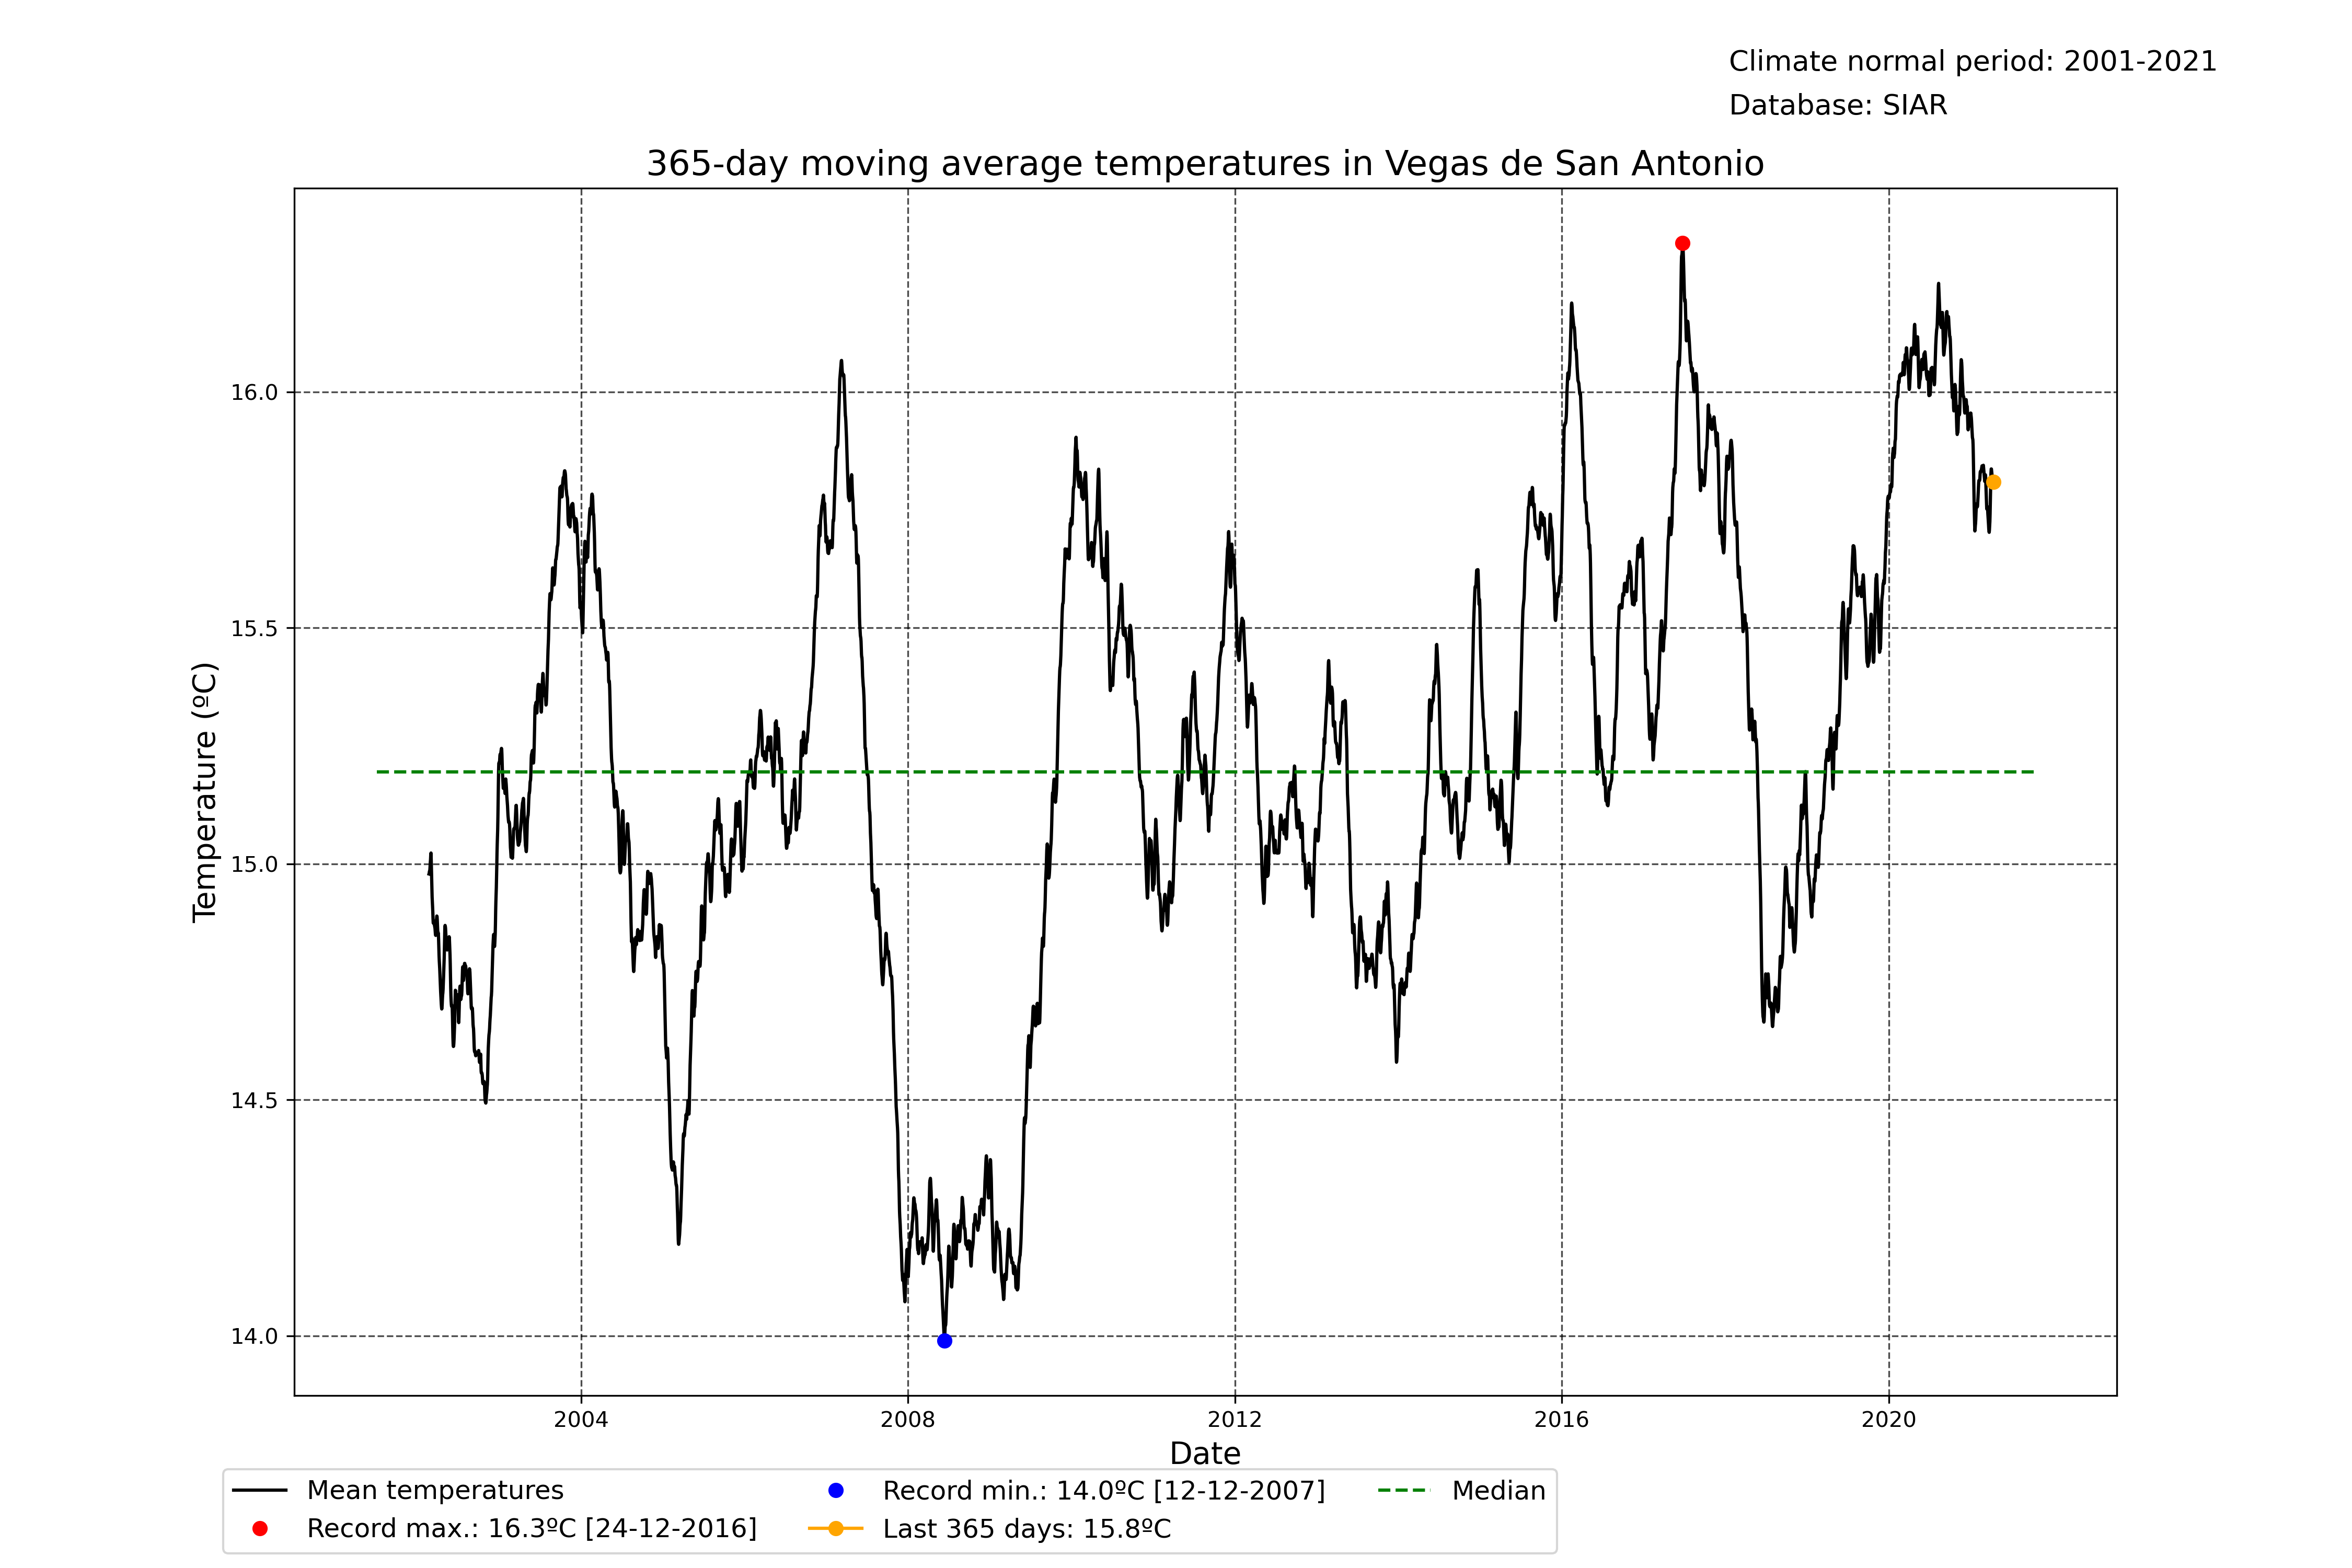 Climate normal period: 2001-2021
Database: SIAR
365-day moving average temperatures in Vegas de San Antonio
Temperature (ºC)
16.0
15.5
15.0
14.5
14.0
2004
2008
2012
2016
2020
Date
Mean temperatures
Record max.: 16.3ºC [24-12-2016]
Record min.: 14.0ºC [12-12-2007]
Last 365 days: 15.8ºC
Median